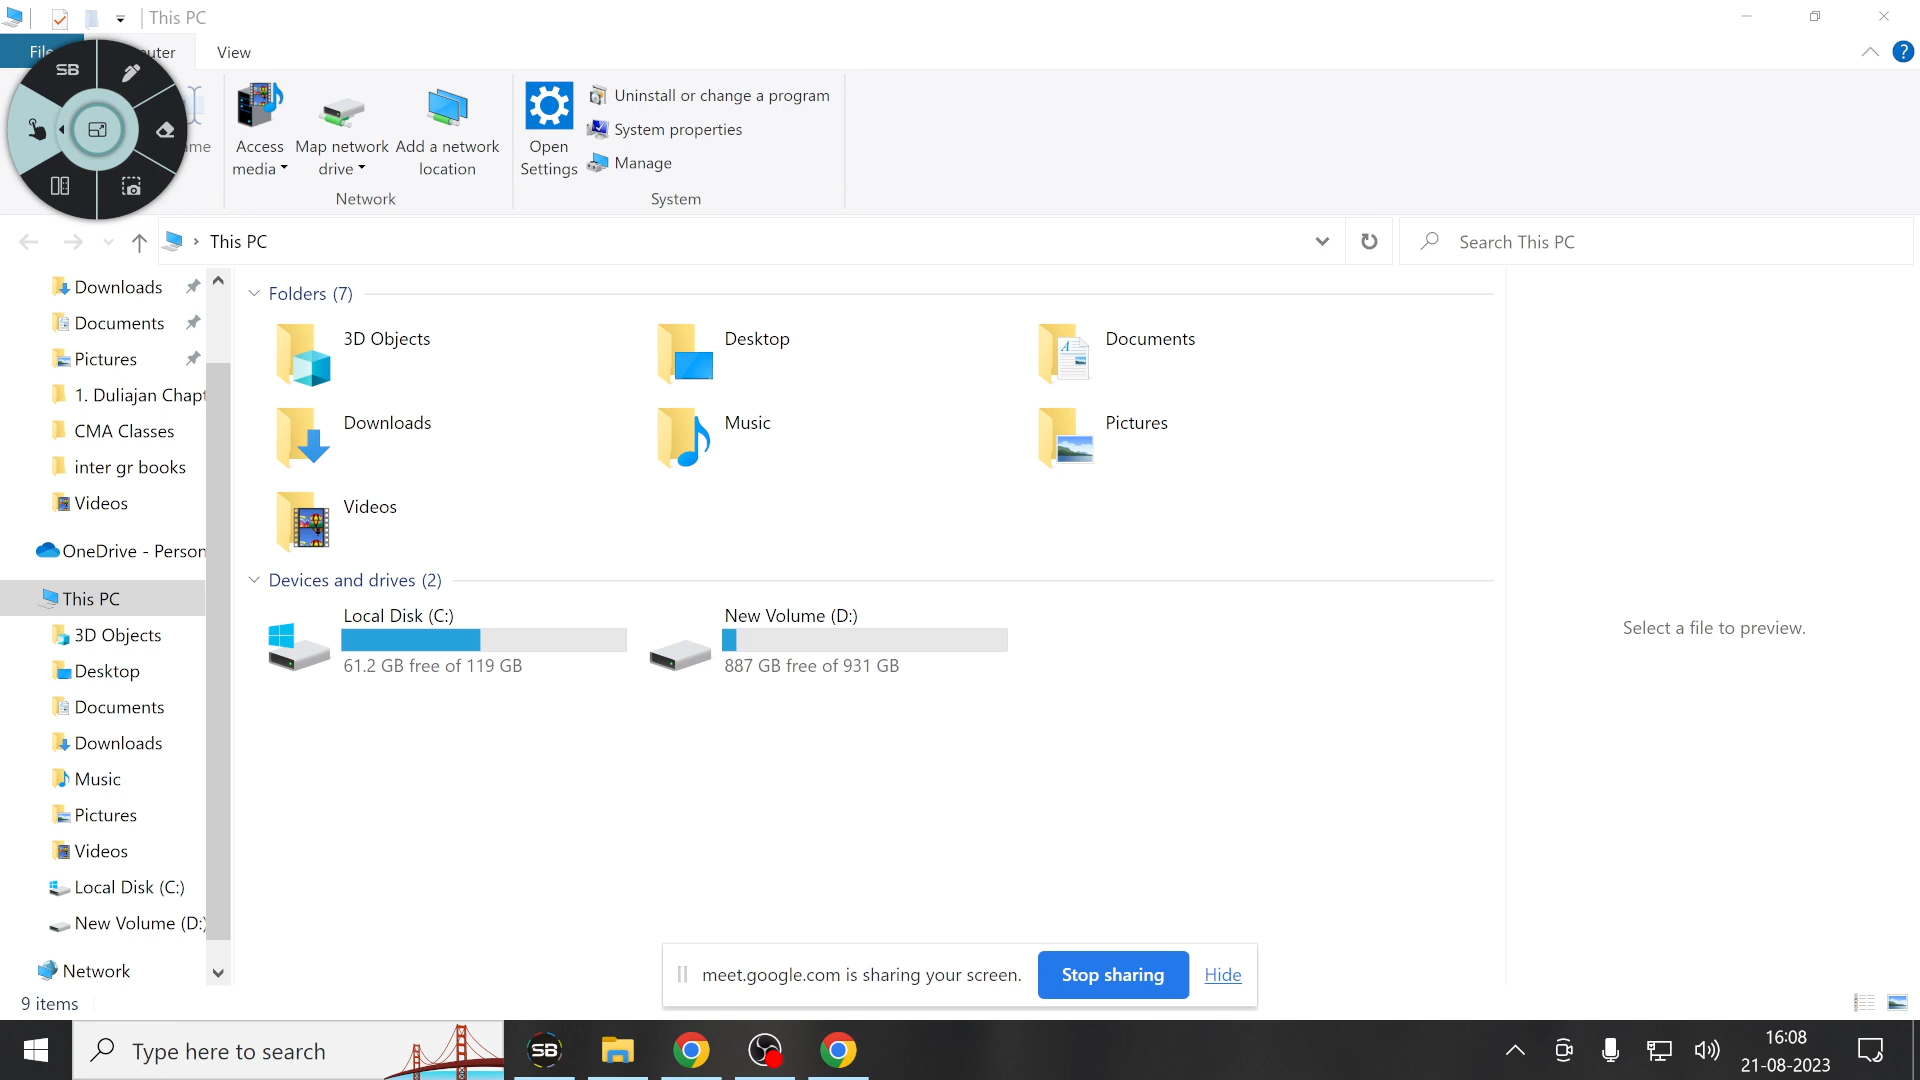 This PC
File
uter
View
SB
me
Access
media
Map network
drive
Add a network
location
Network
Open
Settings
Uninstall or change a program
System properties
Manage
System
This PC
Search This PC
Downloads
Documents
Pictures
1. Duliajan Chapt
CMA Classes
inter gr books
Videos
OneDrive - Person
This PC
3D Objects
Desktop
Documents
Downloads
Music
Pictures
Videos
Local Disk (C:)
New Volume (D:)
Network
Folders (7)
3D Objects
Desktop
Documents
Downloads
Music
Pictures
Videos
Devices and drives (2)
Local Disk (C:)
61.2 GB free of 119 GB
New Volume (D:)
887 GB free of 931 GB
Select a file to preview.
meet.google.com is sharing your screen.
Stop sharing
Hide
9 items
Type here to search
SB
16:08
21-08-2023